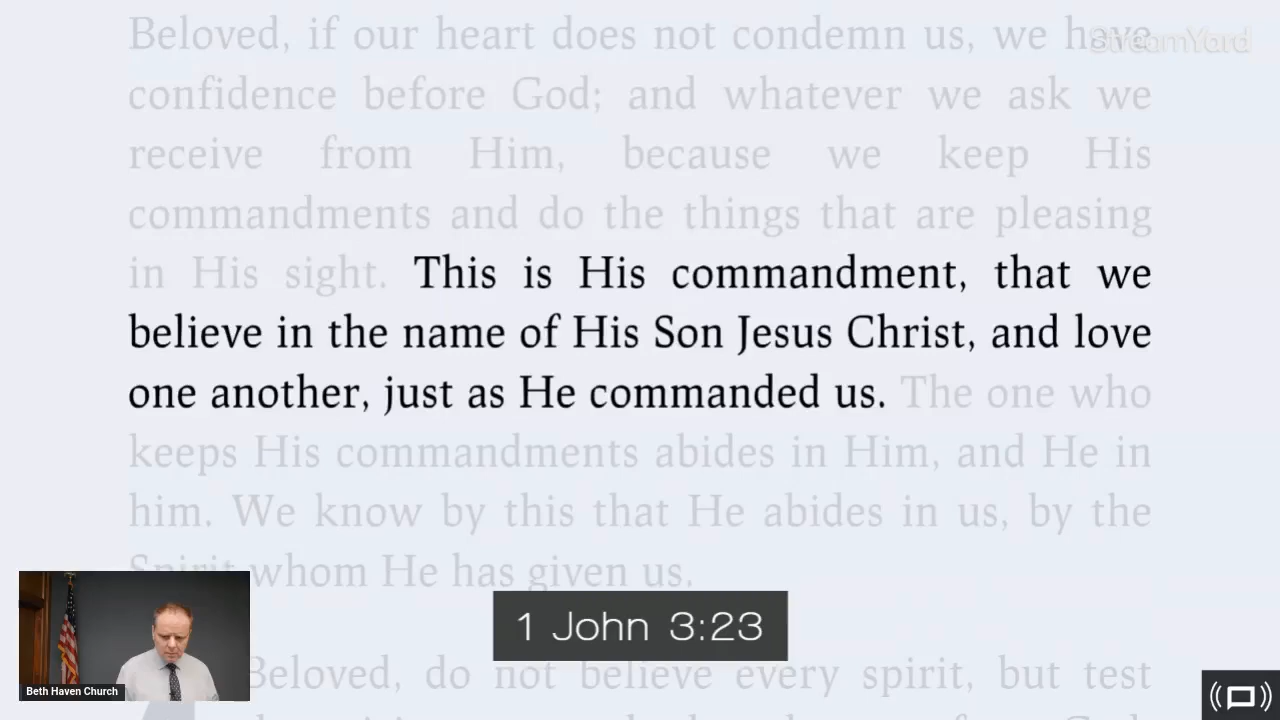 Beloved, if our heart does not condemn us, we have
StreamYard
confidence before God; and whatever we ask we
receive from Him, because we keep His
commandments and do the things that are pleasing
in His sight. This is His commandment, that we
believe in the name of His Son Jesus Christ, and love
one another, just as He commanded us. The one who
keeps His commandments abides in Him, and He in
him. We know by this that He abides in us, by the
Spirit whom He has given us.
1 John 3:23
Beloved, do not believe every spirit, but test
Beth Haven Church